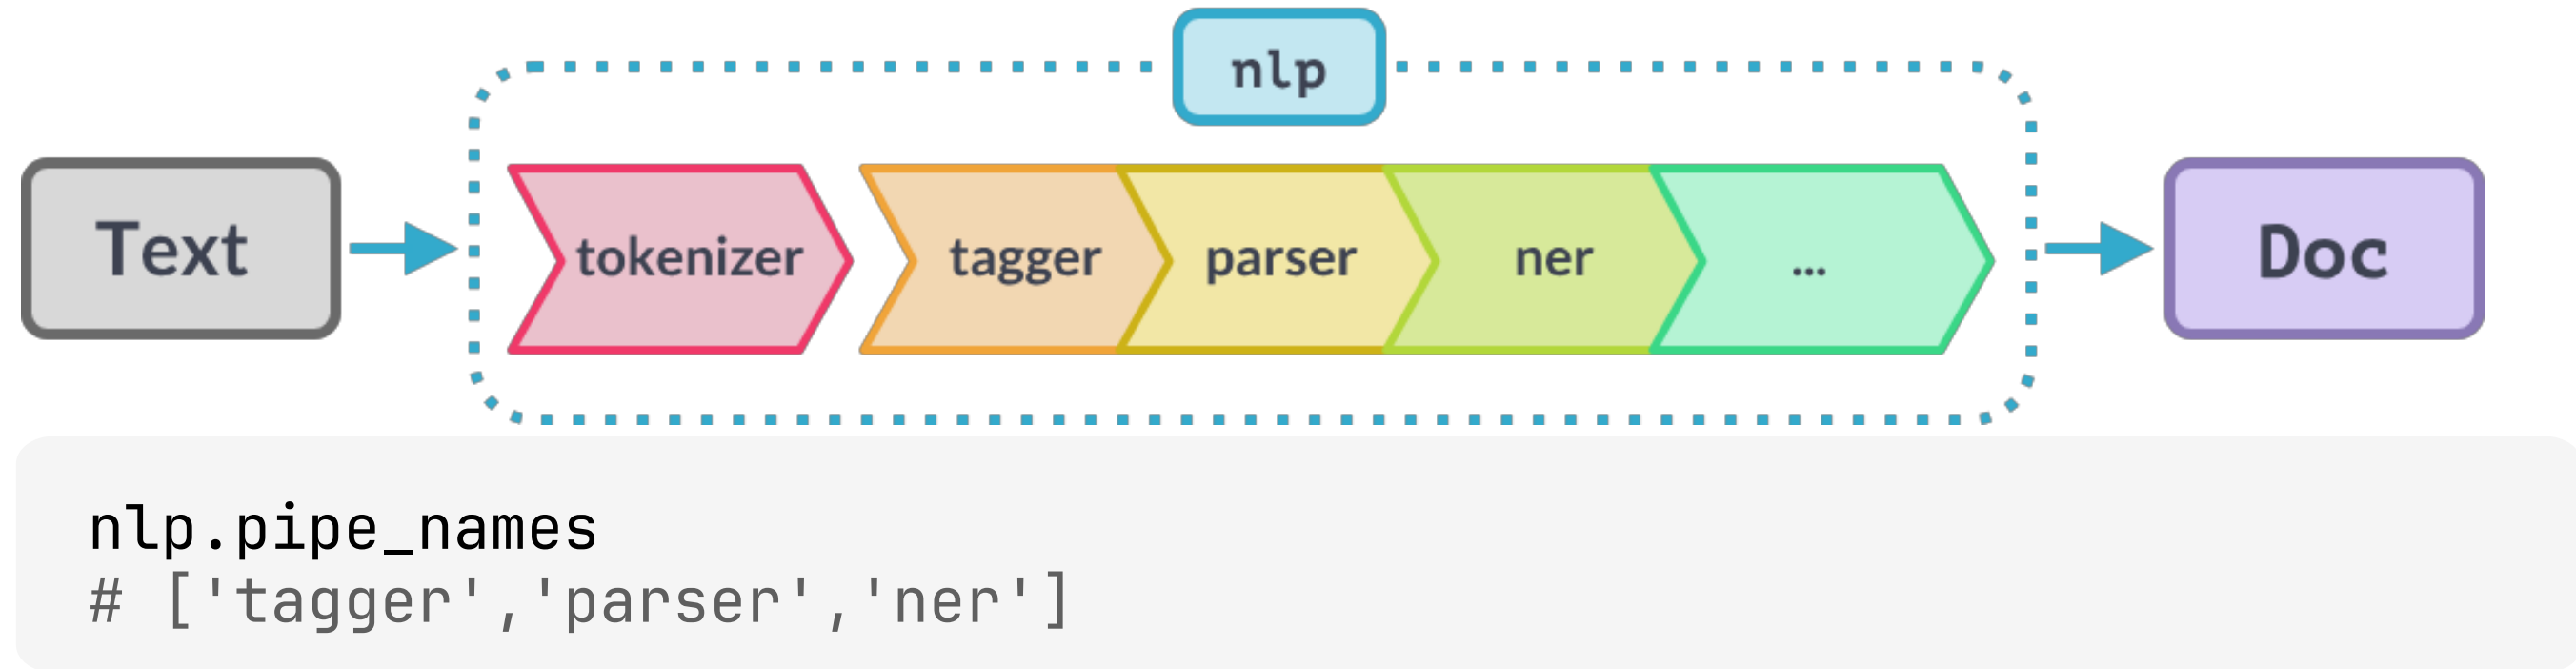 nlp
Text
tokenizer
tagger
parser
ner
...
Doc
nlp.pipe_names
# ['tagger','parser','ner']